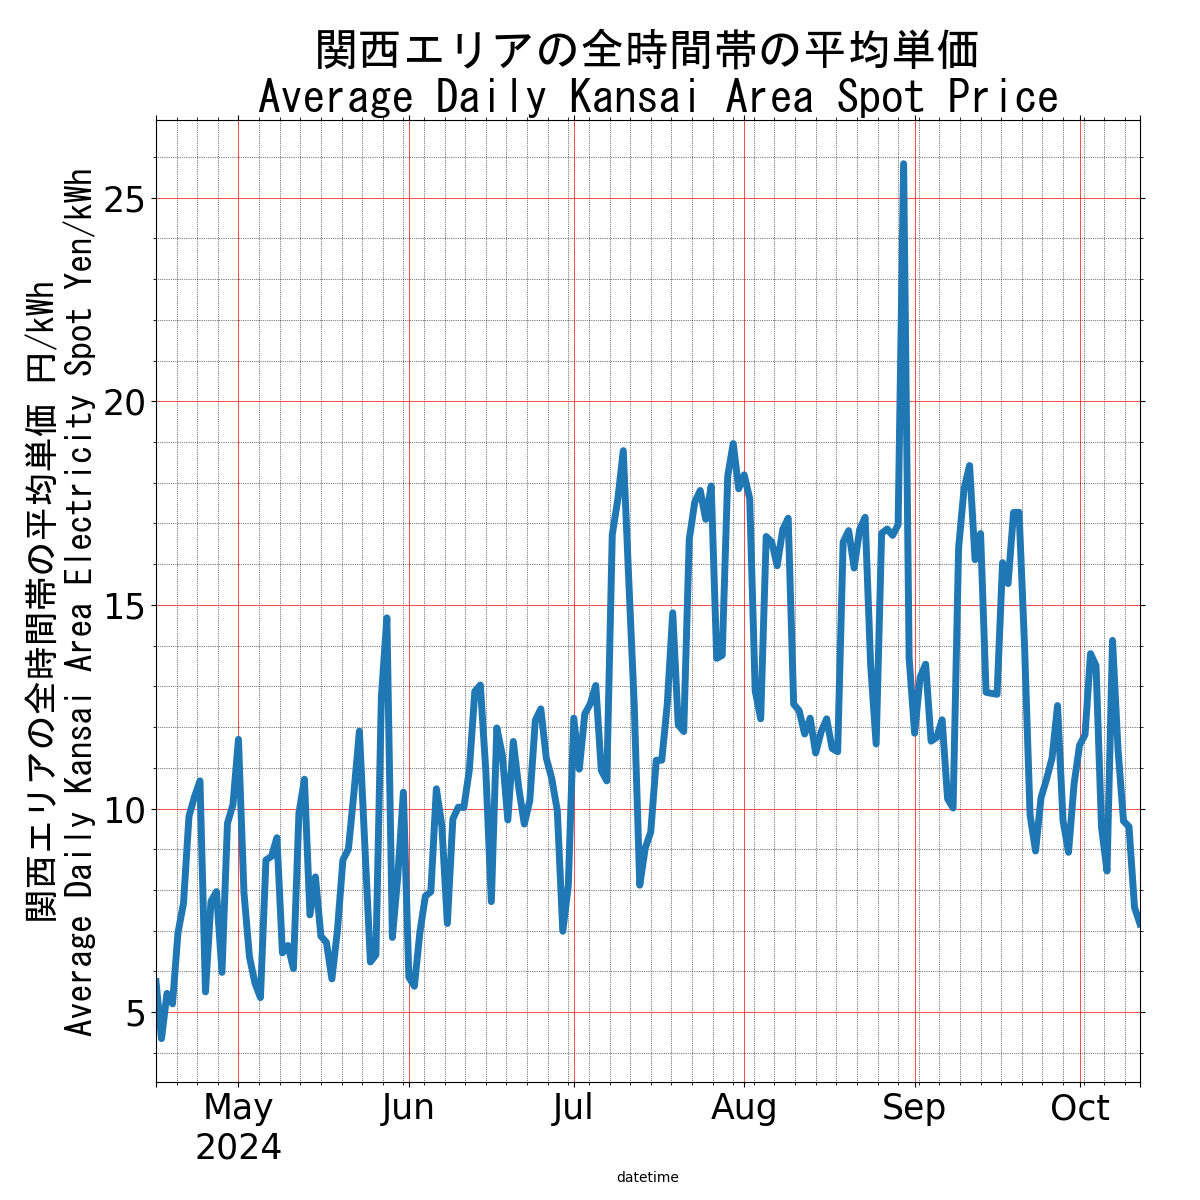 関西エリアの全時間帯の平均単価
Average Daily Kansai Area Spot Price
関西エリアの全時間帯の平均単価 円/kWh
Average Daily Kansai Area Electricity Spot Yen/kWh
25
20
15
10
5
May
2024
Jun
Jul
Aug
Sep
Oct
datetime